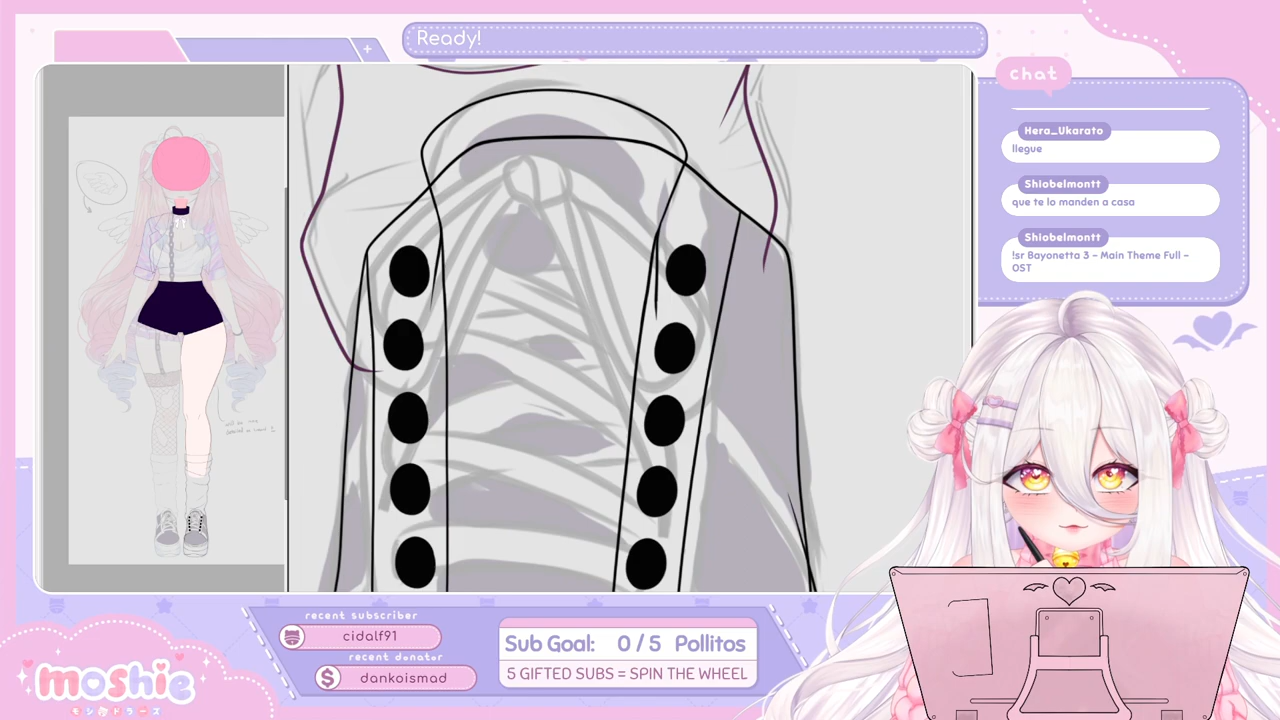 Ready!
+
chat
Hera_Ukarato
llegue
Shiobelmontt
que te lo manden a casa
Shiobelmontt
!sr Bayonetta 3 - Main Theme Full -
OST
recent subscriber
cidalf91
recent donator
dankoismad
$
Sub Goal: 0 / 5 Pollitos
5 GIFTED SUBS = SPIN THE WHEEL
moshie